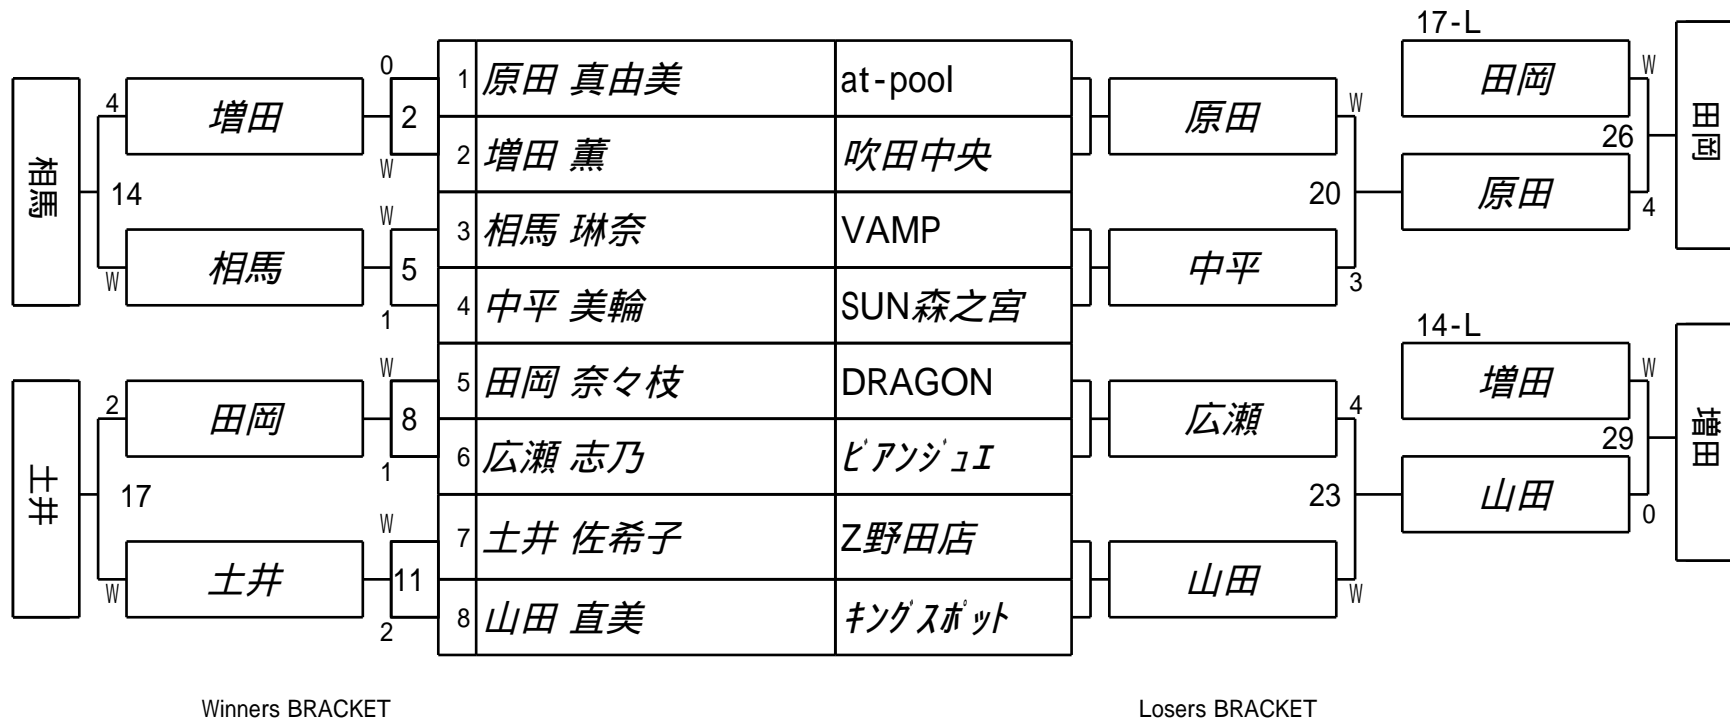 相馬
4
増田
14
W
相馬
土井
2
田岡
17
W
土井
0
2
W
W
5
1
W
8
1
W
11
2
1 原田 真由美 at-pool
2 増田 薫 吹田中央
3 相馬 琳奈 VAMP
4 中平 美輪 SUN森之宮
5 田岡 奈々枝 DRAGON
6 広瀬 志乃 ビアンジュエ
7 土井 佐希子 Z野田店
8 山田 直美 キングスポット
原田
W
20
中平
3
広瀬
4
23
山田
W
17-L
田岡
W
26
原田
4
田岡
14-L
増田
W
29
山田
0
増田
Winners BRACKET
Losers BRACKET